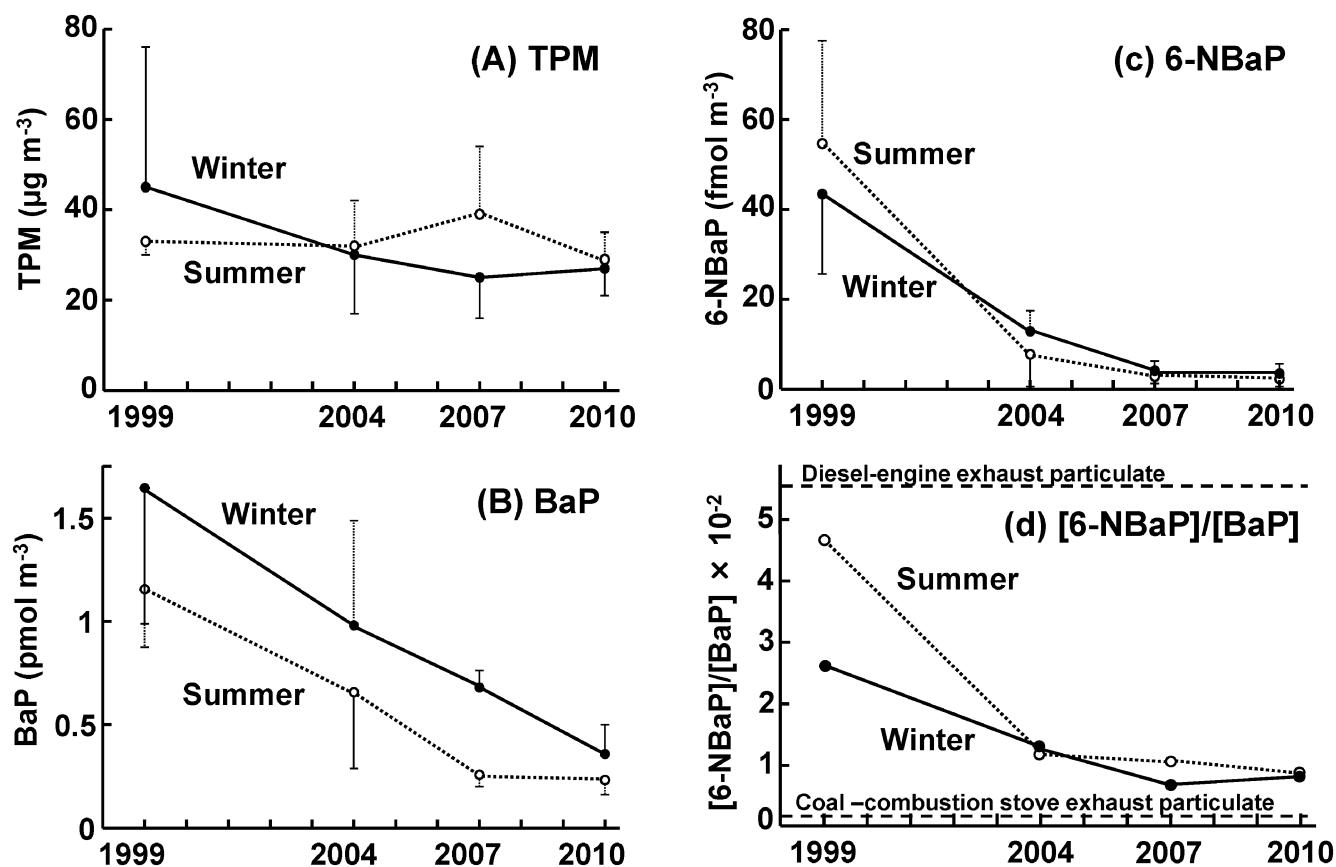 (A) TPM
TPM (µg m-3)
80
60
40
20
0
Winter
Summer
1999 2004 2007 2010
(c) 6-NBaP
6-NBaP (fmol m-3)
80
60
40
20
0
Summer
Winter
1999 2004 2007 2010
(B) BaP
BaP (pmol m-3)
1.5
1
0.5
0
Winter
Summer
1999 2004 2007 2010
Diesel-engine exhaust particulate
(d) [6-NBaP]/[BaP]
[6-NBaP]/[BaP] × 10-2
5
4
3
2
1
0
Summer
Winter
Coal –combustion stove exhaust particulate
1999 2004 2007 2010